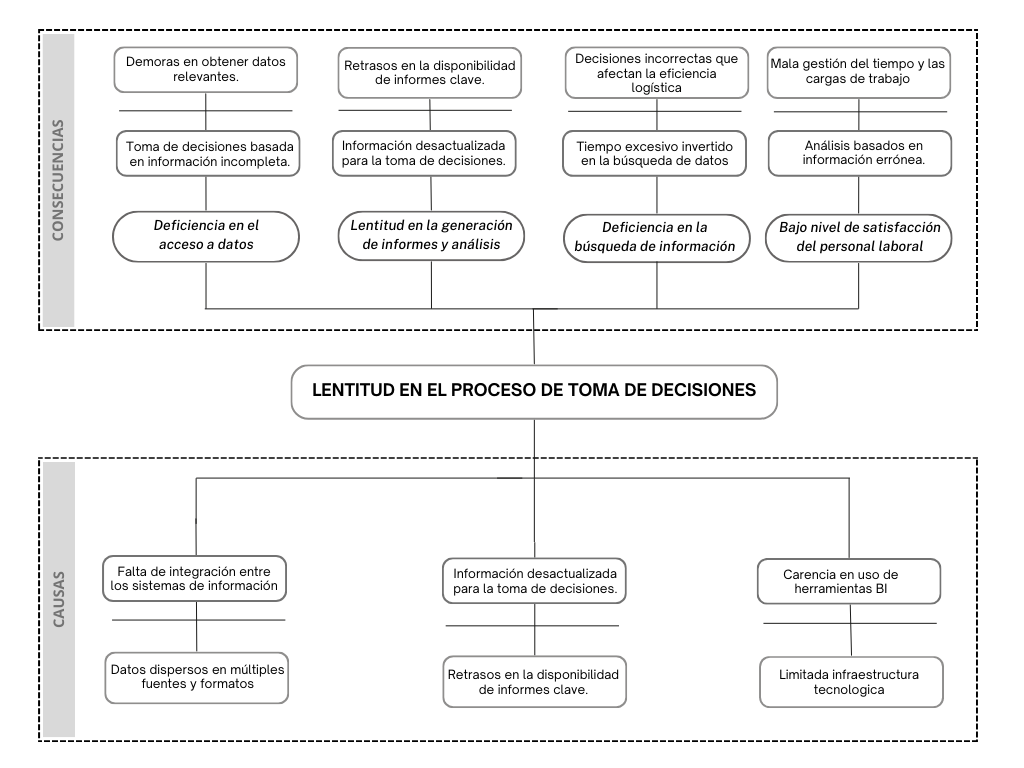 CONSECUENCIAS
Demoras en obtener datos
relevantes.
Retrasos en la disponibilidad
de informes clave.
Decisiones incorrectas que
afectan la eficiencia
logística
Mala gestión del tiempo y las
cargas de trabajo
Toma de decisiones basada
en información incompleta.
Información desactualizada
para la toma de decisiones.
Tiempo excesivo invertido
en la búsqueda de datos
Análisis basados en
información errónea.
Deficiencia en el
acceso a datos
Lentitud en la generación
de informes y análisis
Deficiencia en la
búsqueda de información
Bajo nivel de satisfacción
del personal laboral
LENTITUD EN EL PROCESO DE TOMA DE DECISIONES
CAUSAS
Falta de integración entre
los sistemas de información
Información desactualizada
para la toma de decisiones.
Carencia en uso de
herramientas BI
Datos dispersos en múltiples
fuentes y formatos
Retrasos en la disponibilidad
de informes clave.
Limitada infraestructura
tecnologica